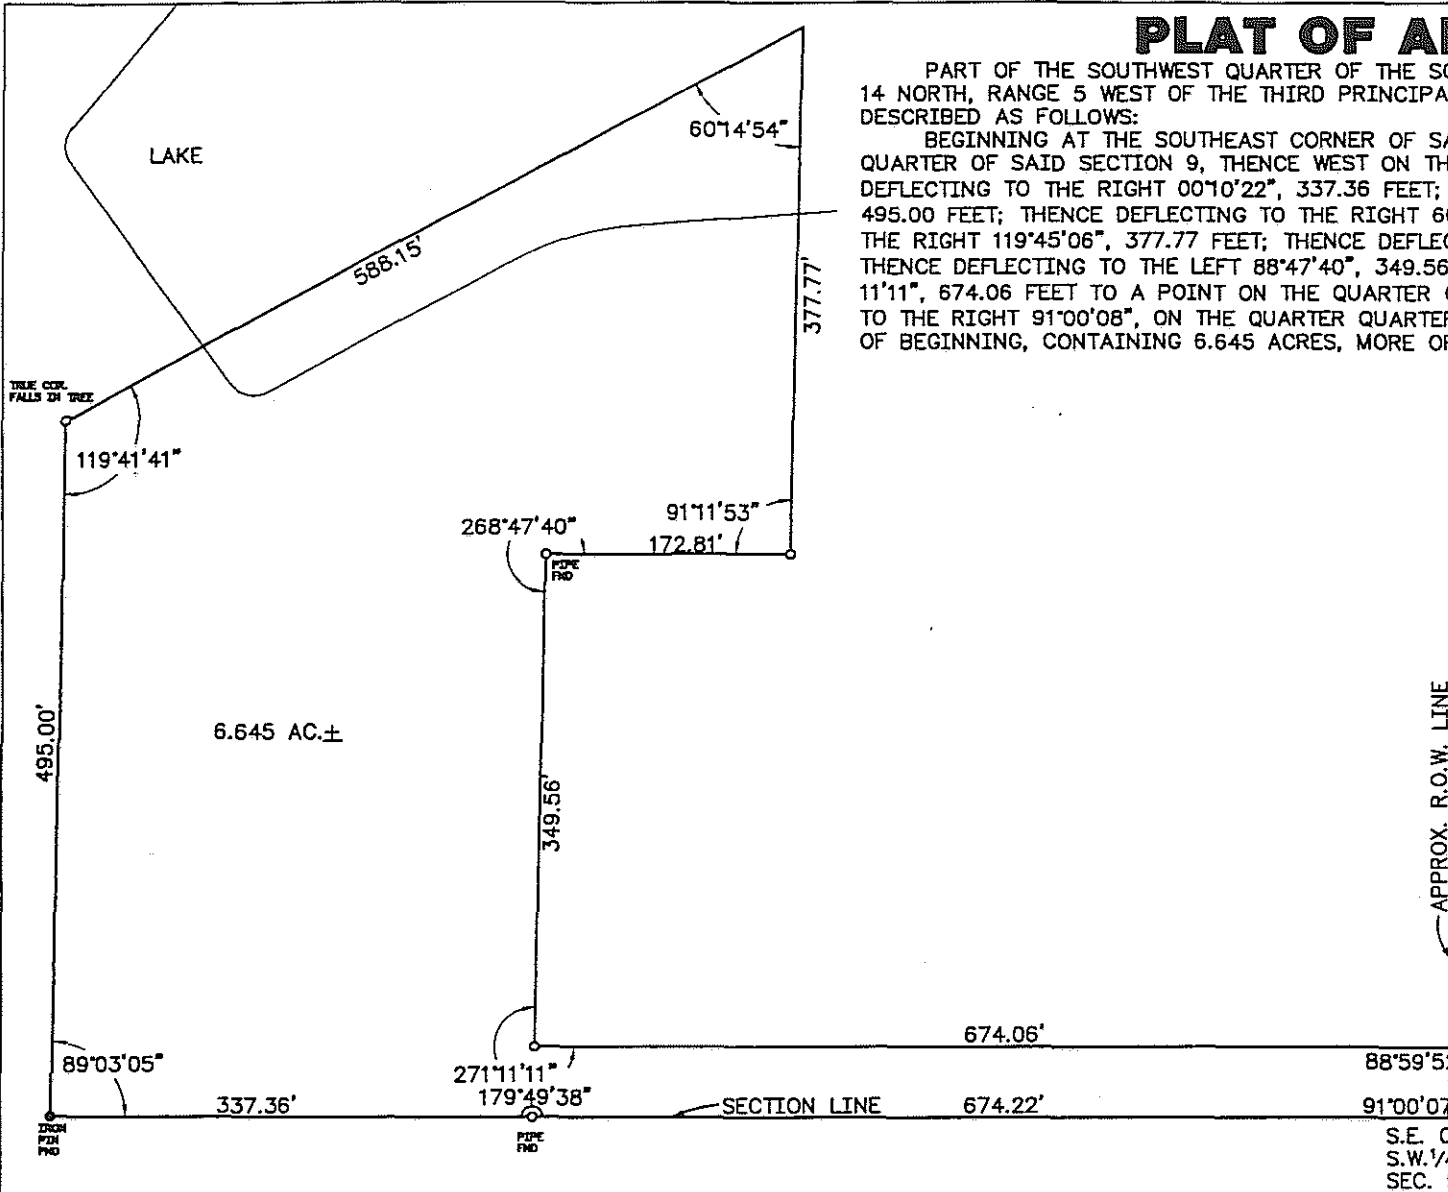 PLAT OF A
PART OF THE SOUTHWEST QUARTER OF THE SO
14 NORTH, RANGE 5 WEST OF THE THIRD PRINCIPA
DESCRIBED AS FOLLOWS:
BEGINNING AT THE SOUTHEAST CORNER OF SA
QUARTER OF SAID SECTION 9, THENCE WEST ON TH
DEFLECTING TO THE RIGHT 00°10'22", 337.36 FEET;
495.00 FEET; THENCE DEFLECTING TO THE RIGHT 6
THE RIGHT 119°45'06", 377.77 FEET; THENCE DEFLEC
THENCE DEFLECTING TO THE LEFT 88°47'40", 349.56
11'11", 674.06 FEET TO A POINT ON THE QUARTER
TO THE RIGHT 91°00'08", ON THE QUARTER QUARTER
OF BEGINNING, CONTAINING 6.645 ACRES, MORE O
LAKE
60°14'54"
588.15'
377.77'
TRUE COR.
FALLS IN TREE
119°41'41"
91°11'53"
268°47'40"
172.81'
PIPE
FND
495.00'
6.645 AC.±
349.56'
APPROX. R.O.W. LINE
674.06'
89°03'05"
271°11'11"
88°59'52
337.36'
179°49'38"
SECTION LINE
674.22'
91°00'07
IRON
PIN
FND
PIPE
FND
S.E.
S.W.¼
SEC.